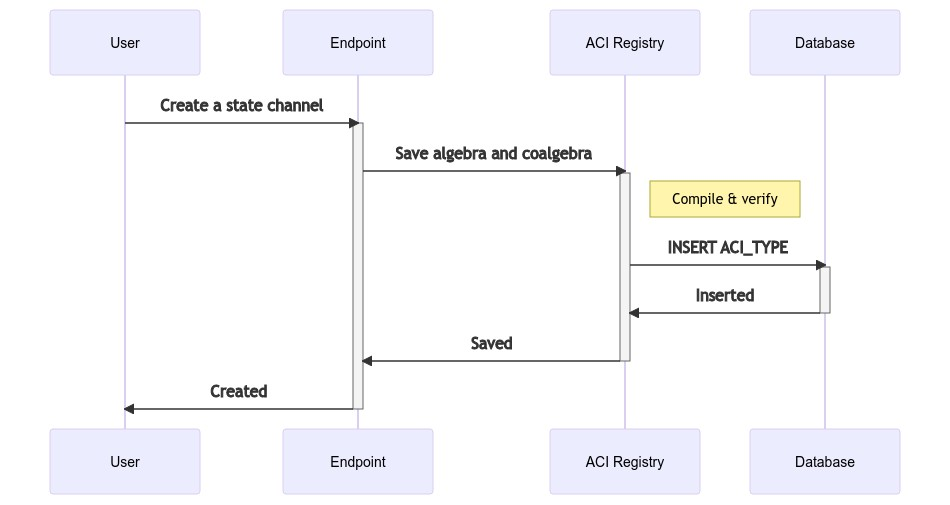 User
Endpoint
ACI Registry
Database
Create a state channel
Save algebra and coalgebra
Compile & verify
INSERT ACI_TYPE
Inserted
Saved
Created
User
Endpoint
ACI Registry
Database